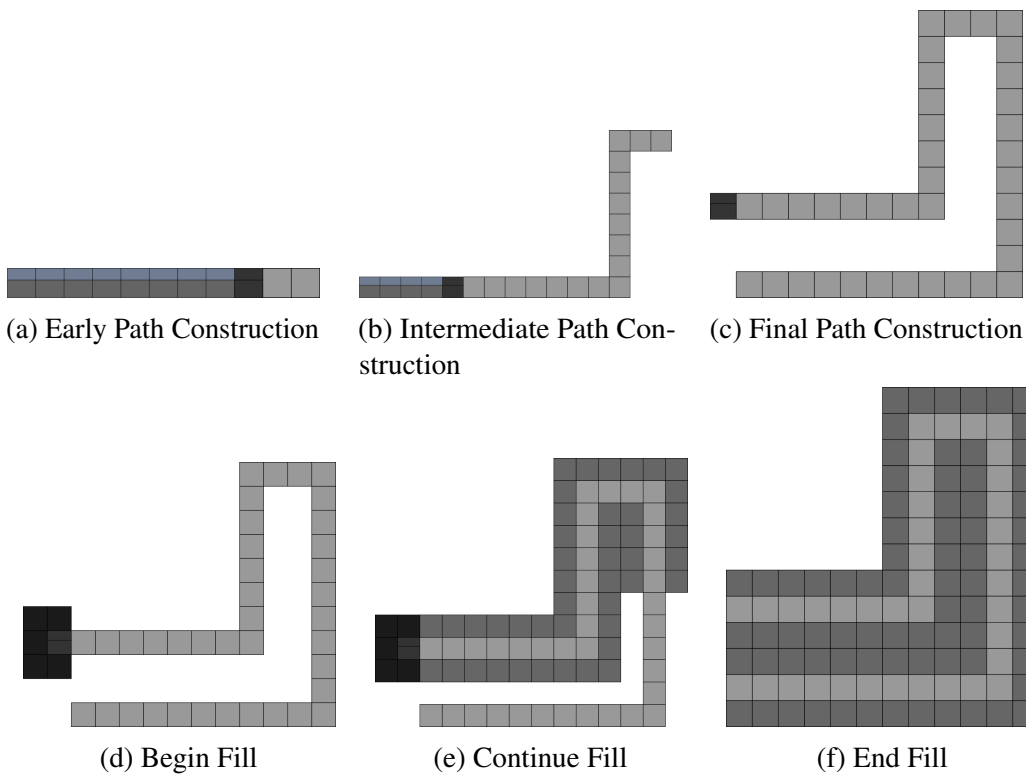 (a) Early Path Construction
(b) Intermediate Path Con-
struction
(c) Final Path Construction
(d) Begin Fill
(e) Continue Fill
(f) End Fill